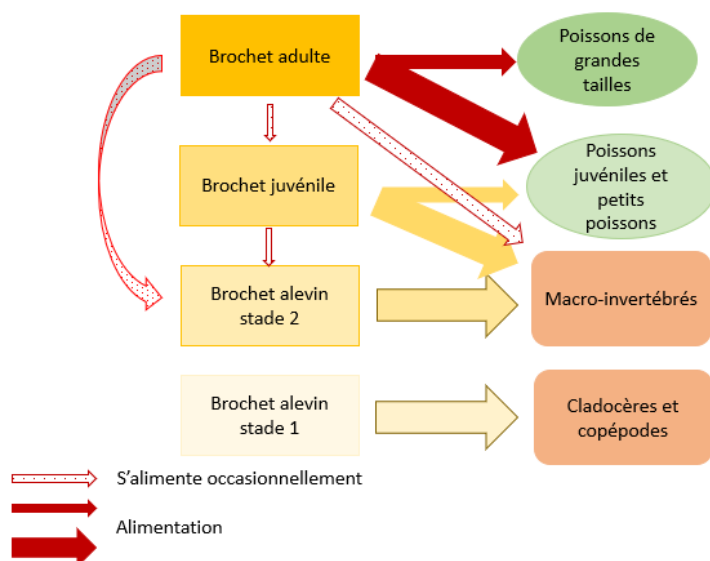 Brochet adulte
Poissons de
grandes
tailles
Brochet juvénile
Poissons
juvéniles et
petits
poissons
Brochet alevin
stade 2
Macro-invertébrés
Brochet alevin
stade 1
Cladocères et
copépodes
S’alimente occasionnellement
Alimentation